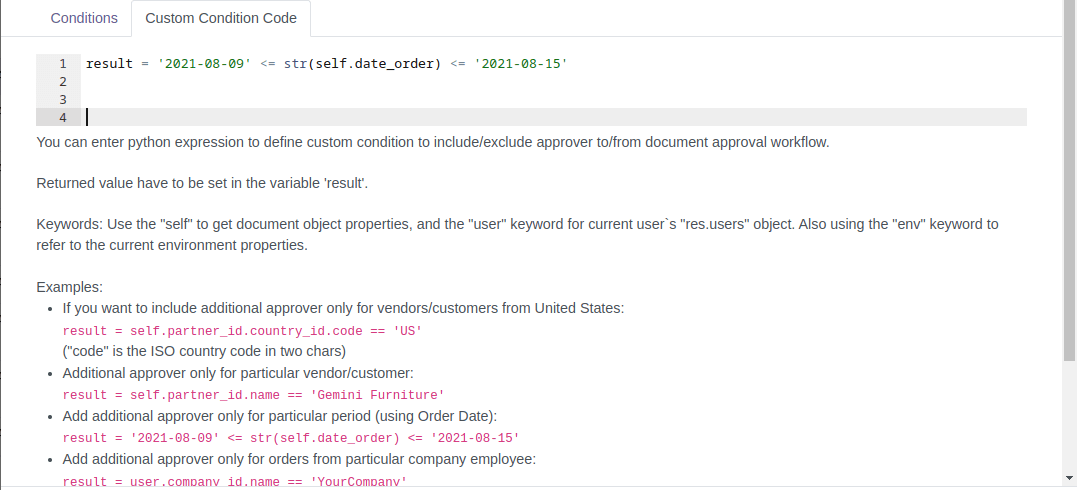 Conditions
Custom Condition Code
1 result = '2021-08-09' <= str(self.date_order) <= '2021-08-15'
2
3
4
You can enter python expression to define custom condition to include/exclude approver to/from document approval workflow.
Returned value have to be set in the variable 'result'.
Keywords: Use the "self" to get document object properties, and the "user" keyword for current user`s "res.users" object. Also using the "env" keyword to
refer to the current environment properties.
Examples:
• If you want to include additional approver only for vendors/customers from United States:
result = self.partner_id.country_id.code == 'US'
("code" is the ISO country code in two chars)
• Additional approver only for particular vendor/customer:
result = self.partner_id.name == 'Gemini Furniture'
• Add additional approver only for particular period (using Order Date):
result = '2021-08-09' <= str(self.date_order) <= '2021-08-15'
• Add additional approver only for orders from particular company employee:
result = user.company_id.name == 'YourCompany'